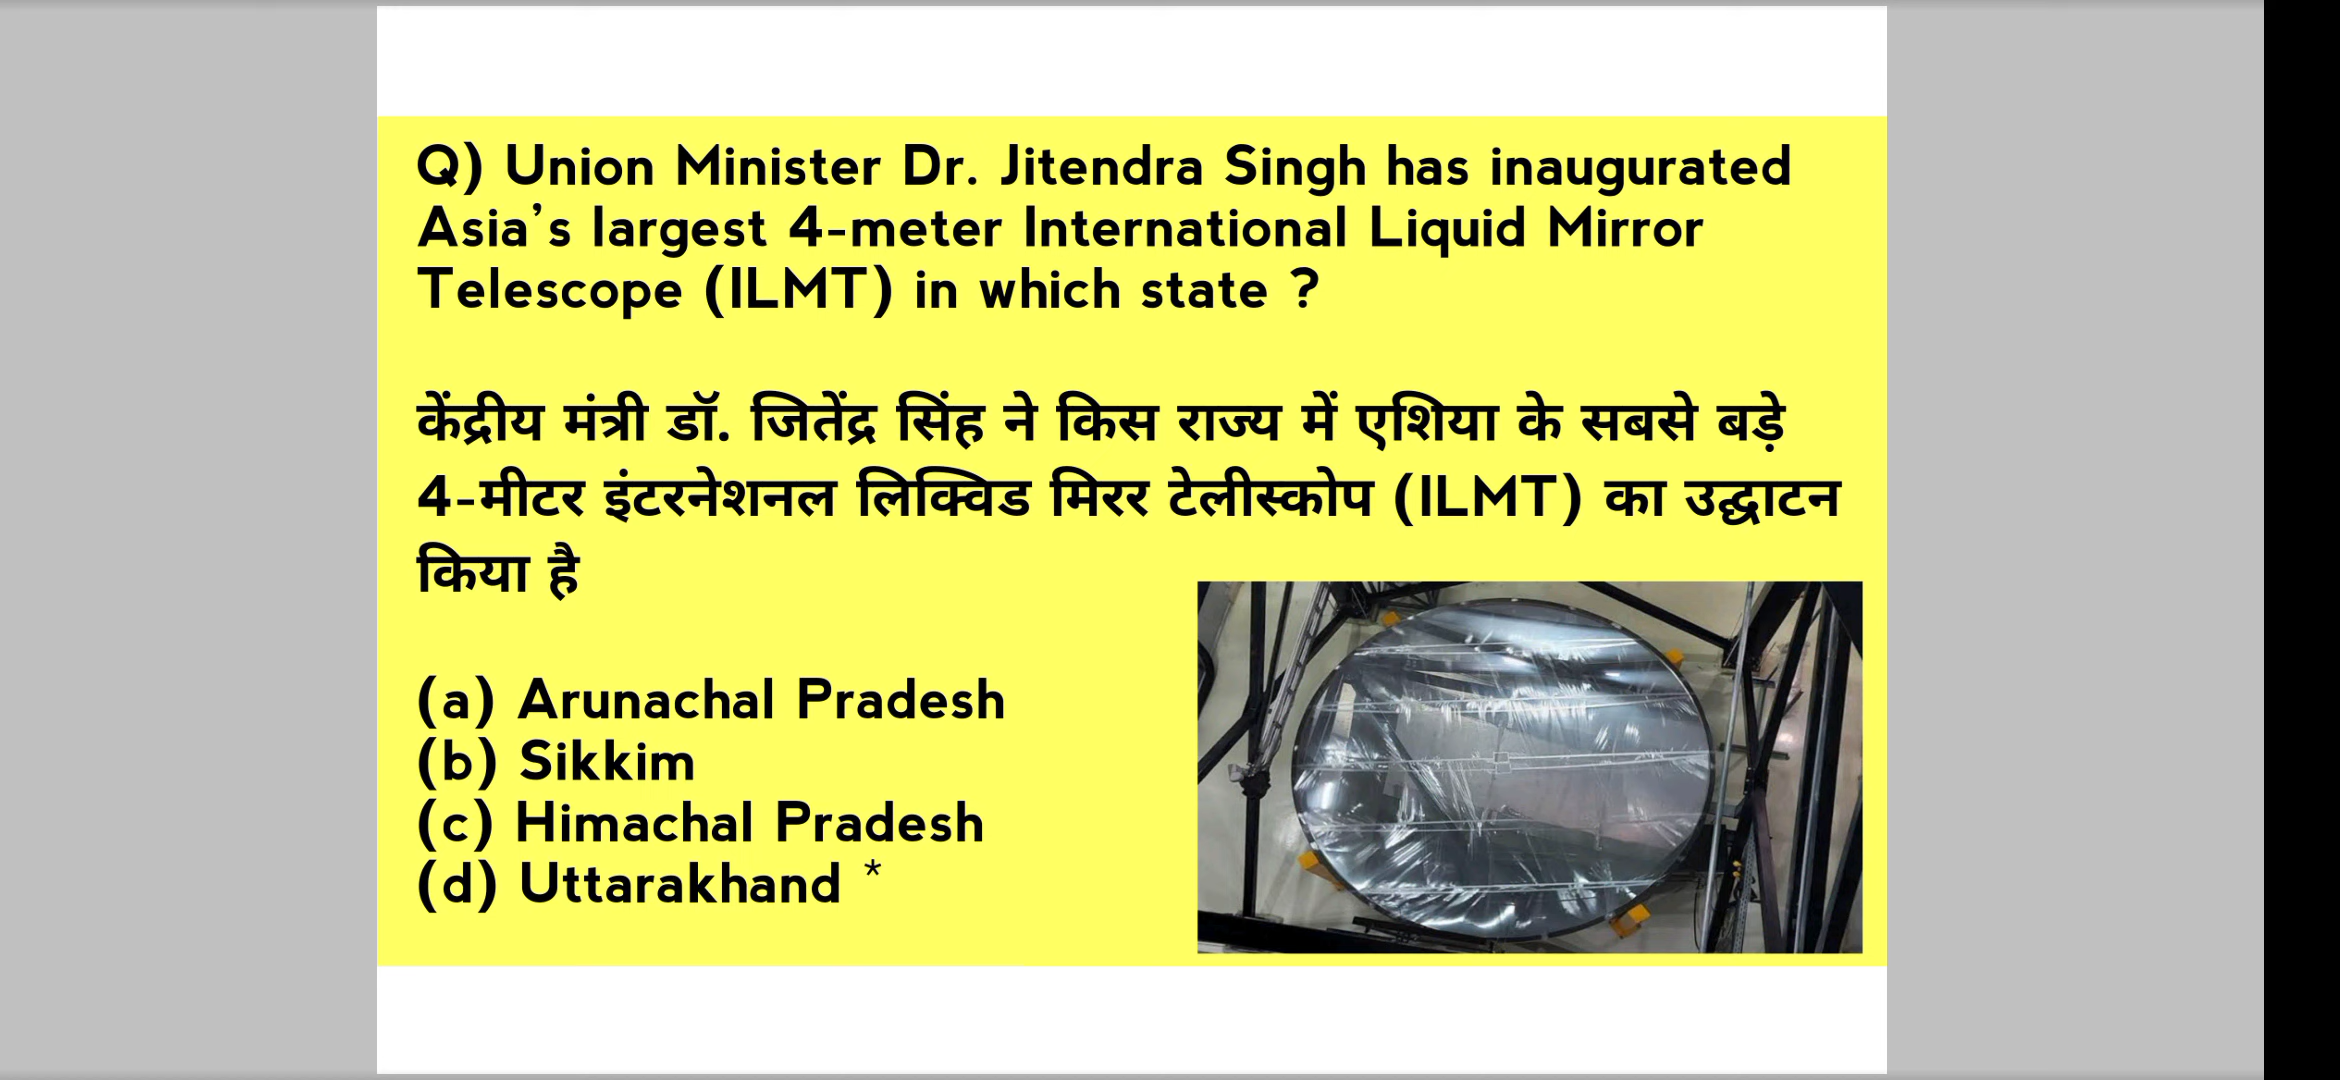 Q) Union Minister Dr. Jitendra Singh has inaugurated
Asia’s largest 4-meter International Liquid Mirror
Telescope (ILMT) in which state ?
केंद्रीय मंत्री डॉ. जितेंद्र सिंह ने किस राज्य में एशिया के सबसे बड़े
4-मीटर इंटरनेशनल लिक्विड मिरर टेलीस्कोप (ILMT) का उद्घाटन
किया है
(a) Arunachal Pradesh
(b) Sikkim
(c) Himachal Pradesh
(d) Uttarakhand *